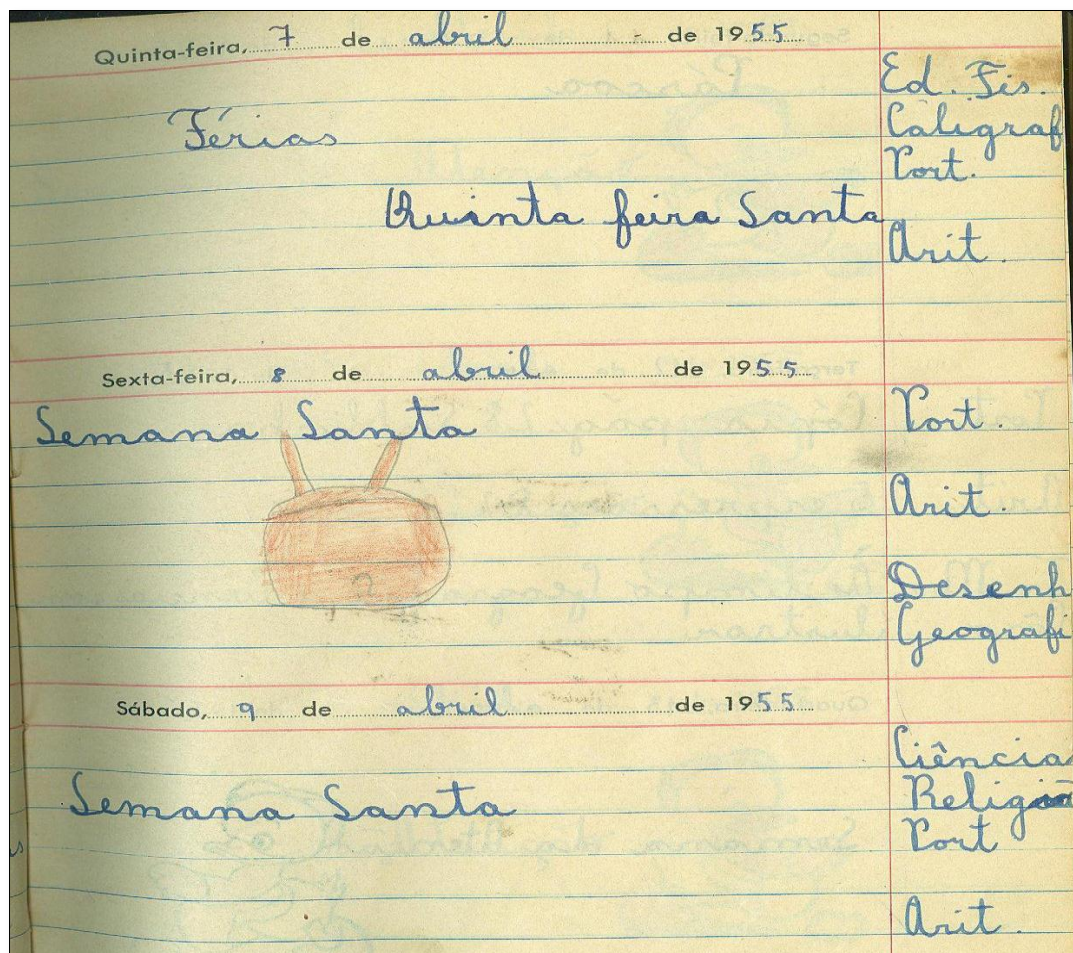 Quinta-feira, 7 de abril de 1955
Ed. Fis.
Férias
Caligraf
Port.
Quinta feira Santa
Arit.
Sexta-feira, 8 de abril de 1955
Semana Santa
Port.
Arit.
Desenh
Geografi
Sábado, 9 de abril de 1955
Ciência
Semana Santa
Religiã
Port
Arit.